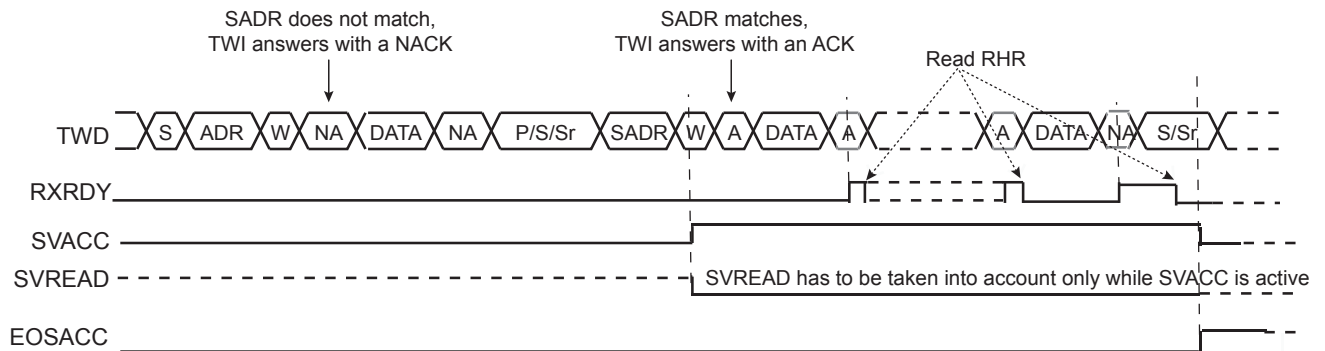 SADR does not match,
TWI answers with a NACK
SADR matches,
TWI answers with an ACK
Read RHR
TWD S ADR W NA DATA NA P/S/Sr SADR W A DATA A A DATA NA S/Sr
RXRDY
SVACC
SVREAD SVREAD has to be taken into account only while SVACC is active
EOSACC